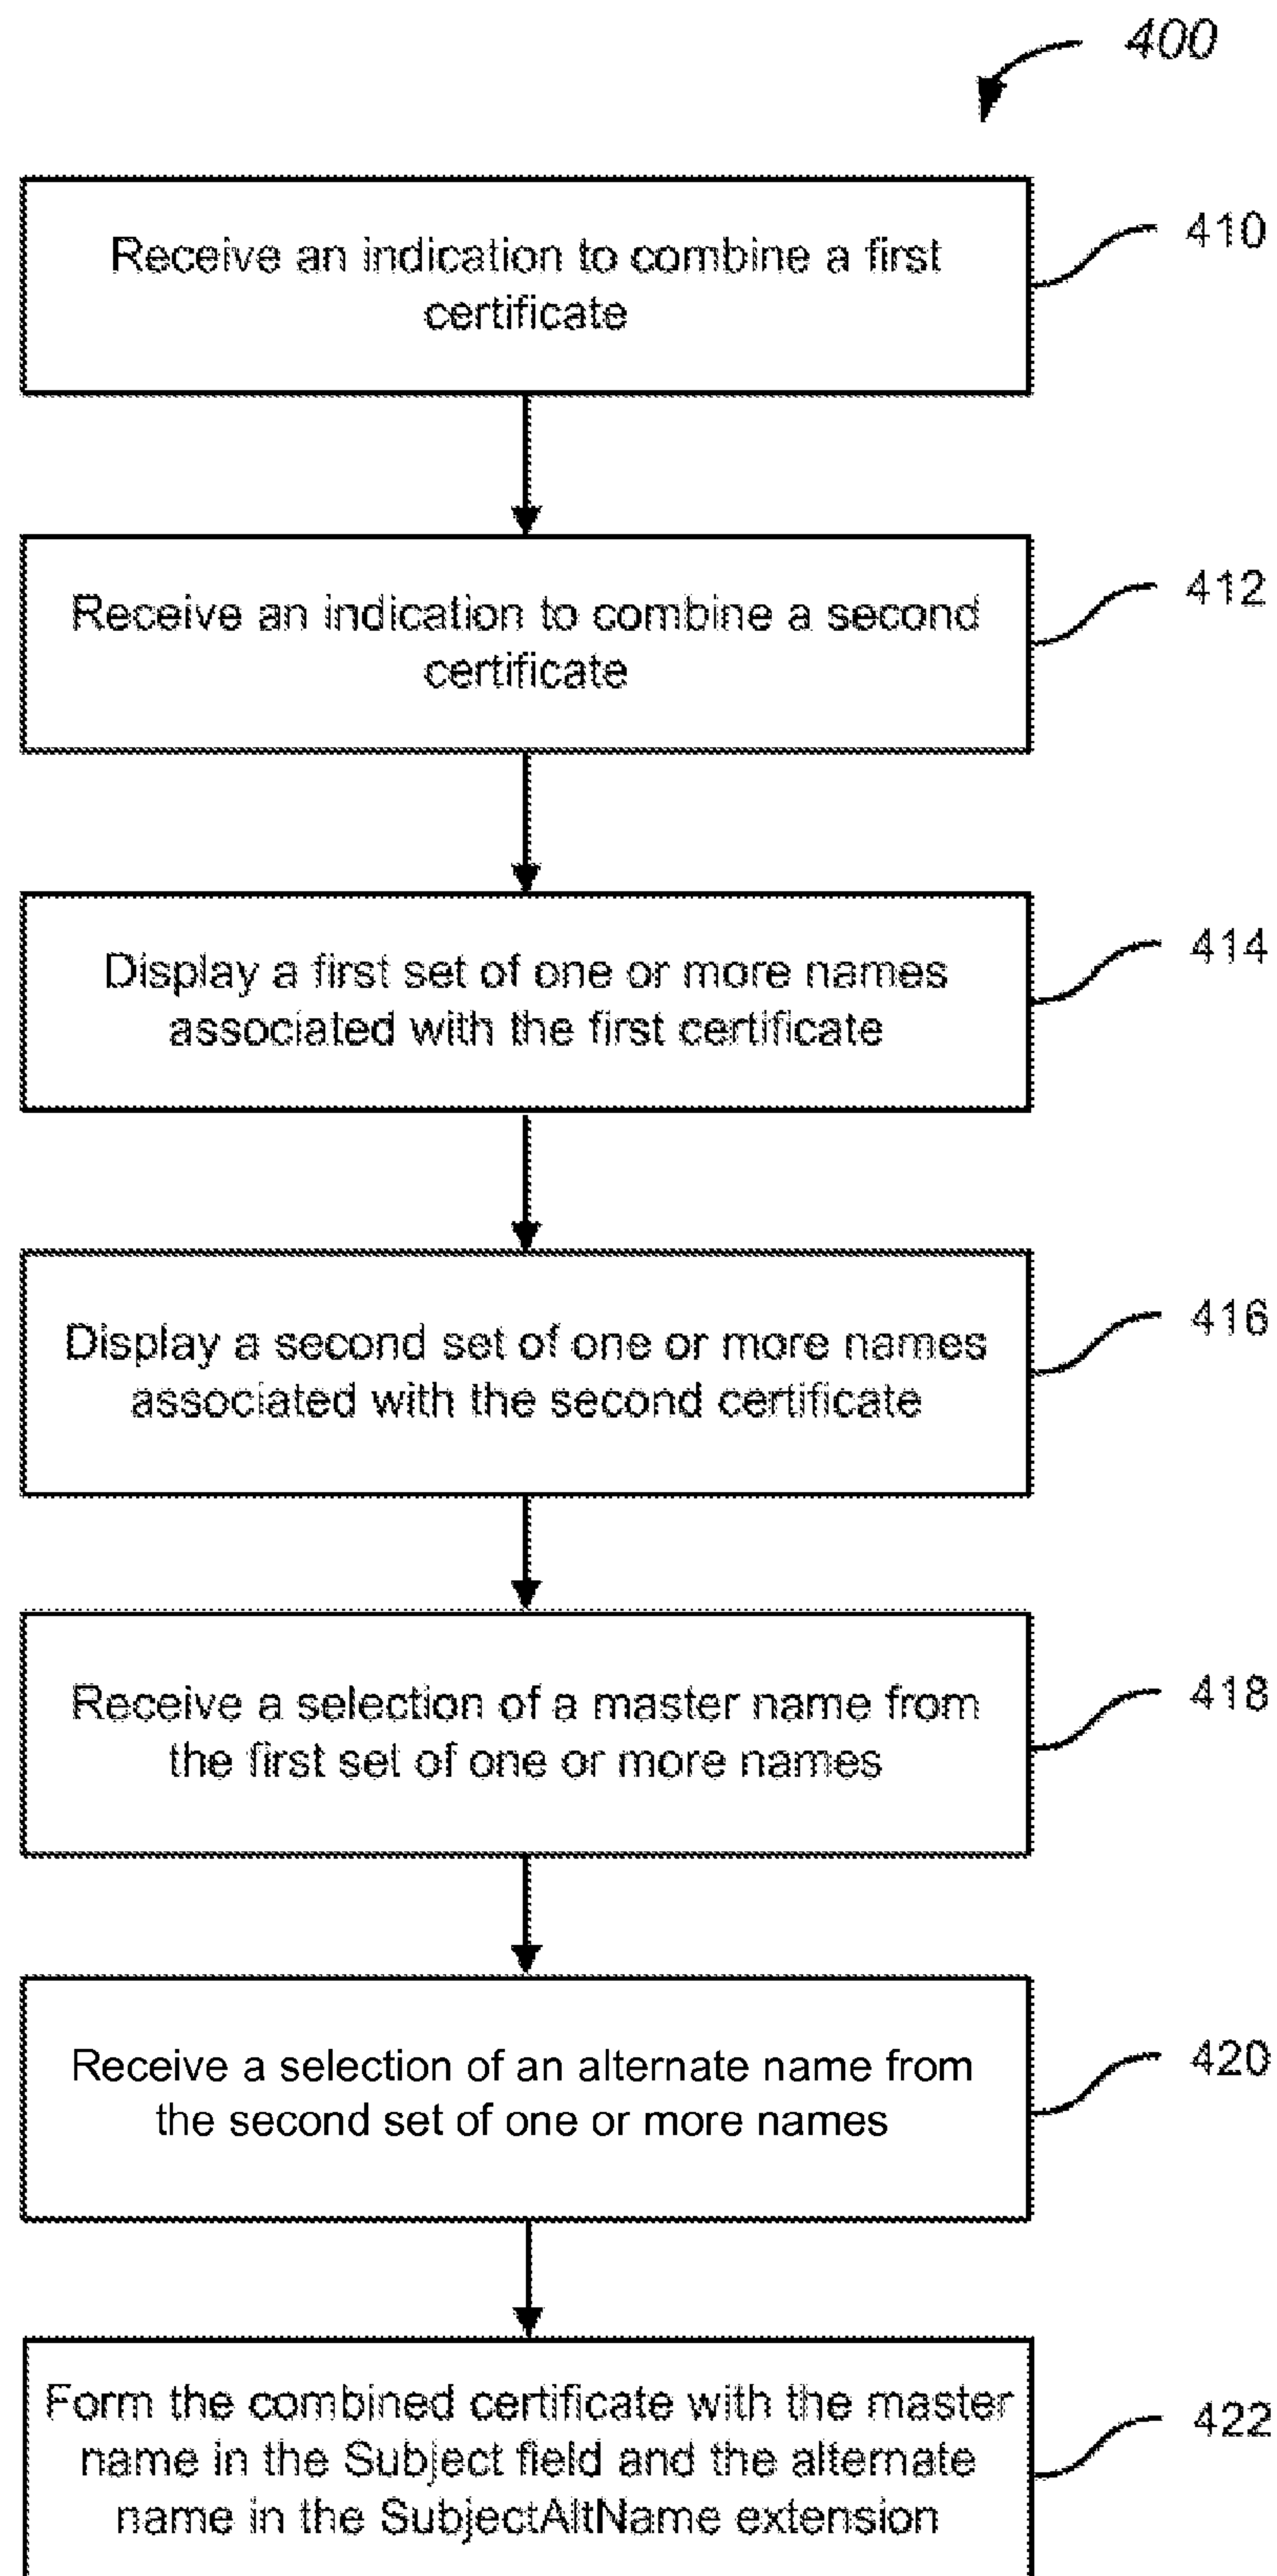 400
Receive an indication to combine a first
certificate
410
Receive an indication to combine a second
certificate
412
Display a first set of one or more names
associated with the first certificate
414
Display a second set of one or more names
associated with the second certificate
416
Receive a selection of a master name from
the first set of one or more names
418
Receive a selection of an alternate name from
the second set of one or more names
420
Form the combined certificate with the master
name in the Subject field and the alternate
name in the SubjectAltName extension
422